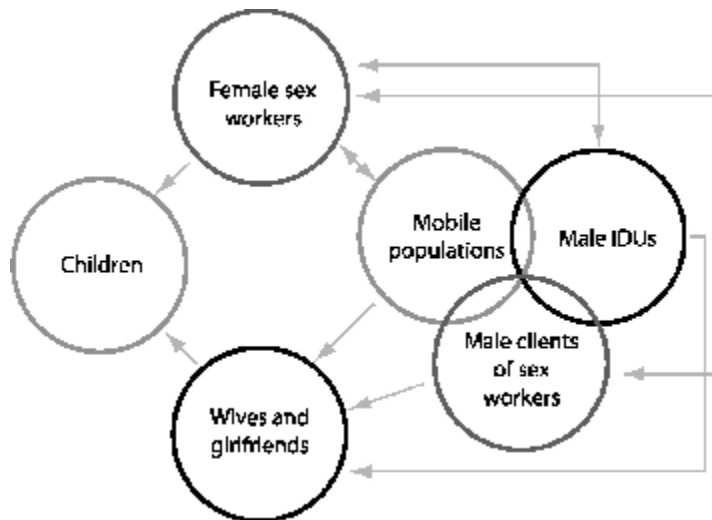 Female sex
workers
Mobile
populations
Male IDUs
Children
Male clients
of sex
workers
Wives and
girlfriends